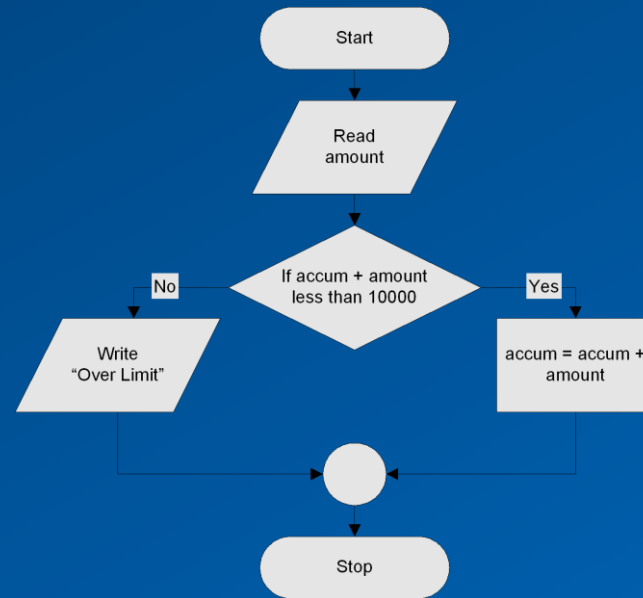 Start
Read
amount
If accum + amount
less than 10000
No
Yes
Write
“Over Limit”
accum = accum +
amount
Stop